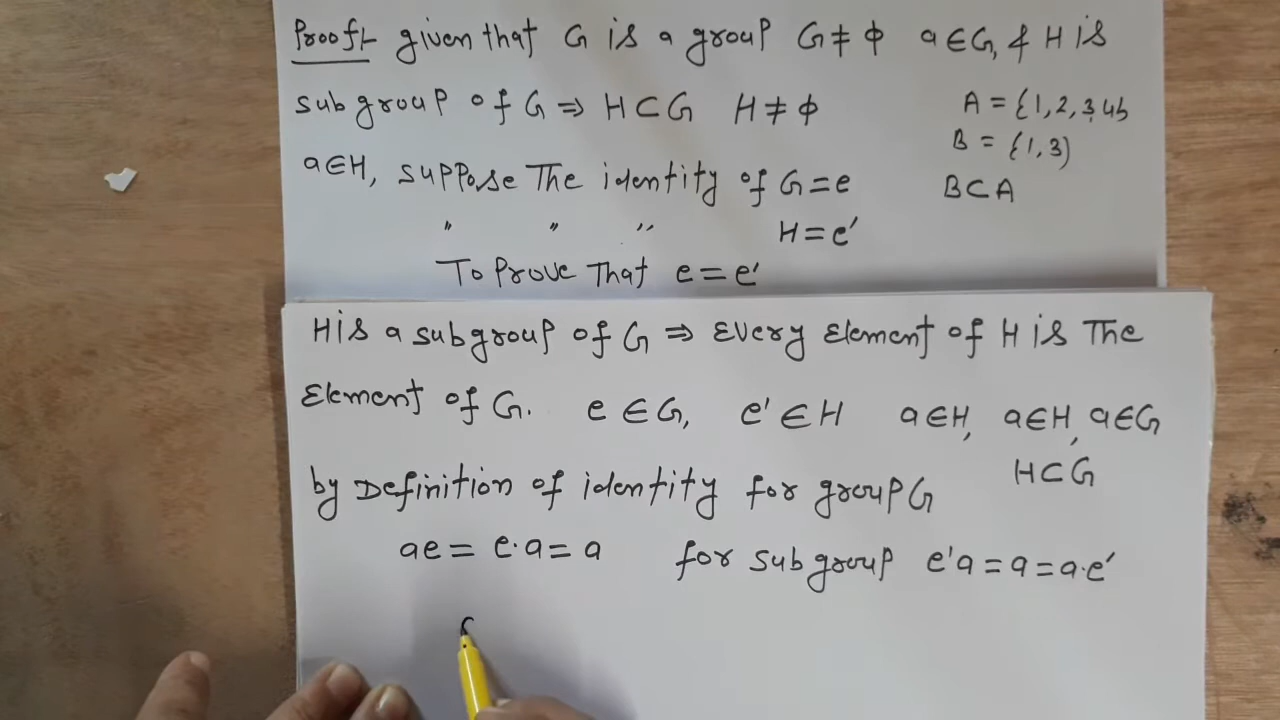 Proof:- given that G is a group G ≠ ϕ a∈G, & H is
subgroup of G ⇒ H⊂G H ≠ ϕ
A = {1,2,3,4}
B = {1,3}
B⊂A
a∈H, suppose The identity of G = e
" " " H = e'
To Prove That e = e'
H is a subgroup of G ⇒ Every Element of H is The
Element of G. e ∈ G, e' ∈ H a∈H, a∈H, a∈G
H⊂G
by Definition of identity for group G
ae = e·a = a for subgroup e'a = a = a·e'